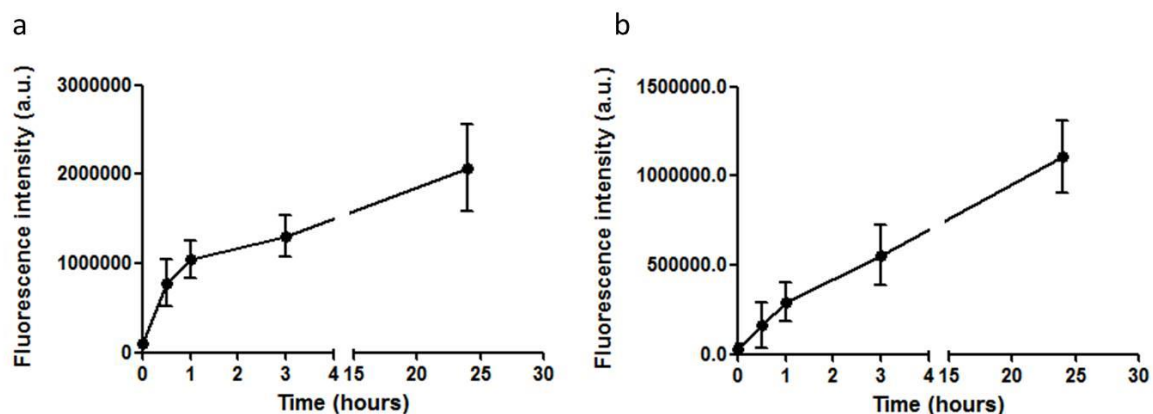 a
Fluorescence intensity (a.u.)
3000000
2000000
1000000
0
0 1 2 3 4 15 20 25 30
Time (hours)
b
Fluorescence intensity (a.u.)
1500000.0
1000000.0
500000.0
0.0
0 1 2 3 4 15 20 25 30
Time (hours)